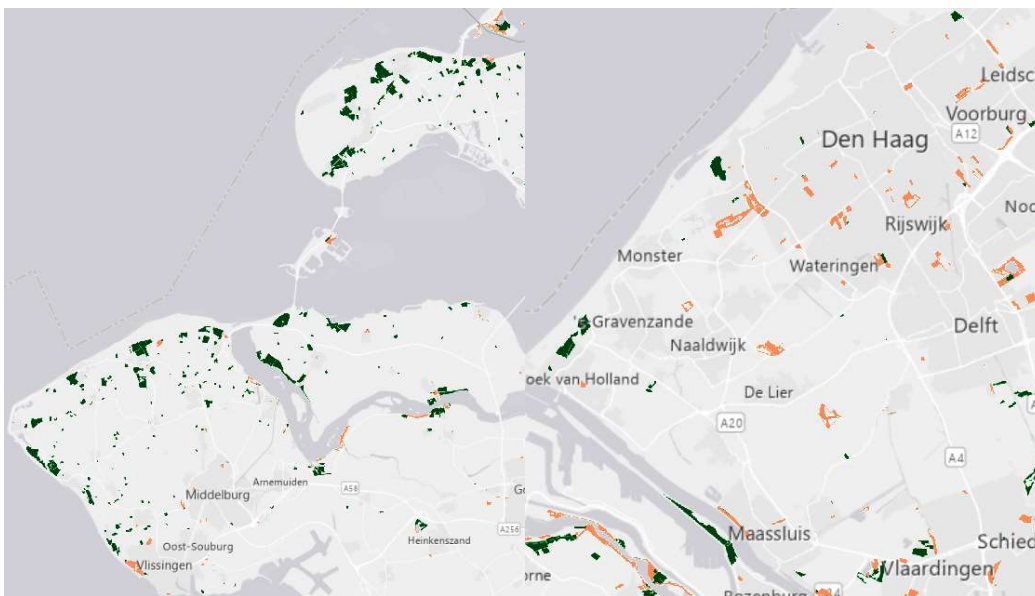 Arnemuiden
Middelburg
A58
Oost-Souburg
Vlissingen
Heinkenszand
A256
Leidsc
Voorburg
A12
Den Haag
Rijswijk
Monster
Wateringen
Gravenzande
Naaldwijk
Delft
oek van Holland
De Lier
A20
A4
Maassluis
Schied
Vlaardingen
orne
Rozenburg